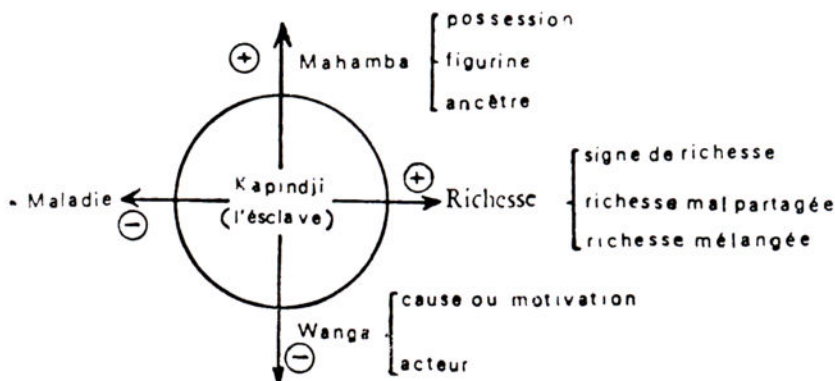 possession
+ Mahamba figurine
ancêtre
signe de richesse
Kapindji + Richesse richesse mal partagée
- Maladie (l'ésclave)
− richesse mélangée
cause ou motivation
Wanga
− acteur